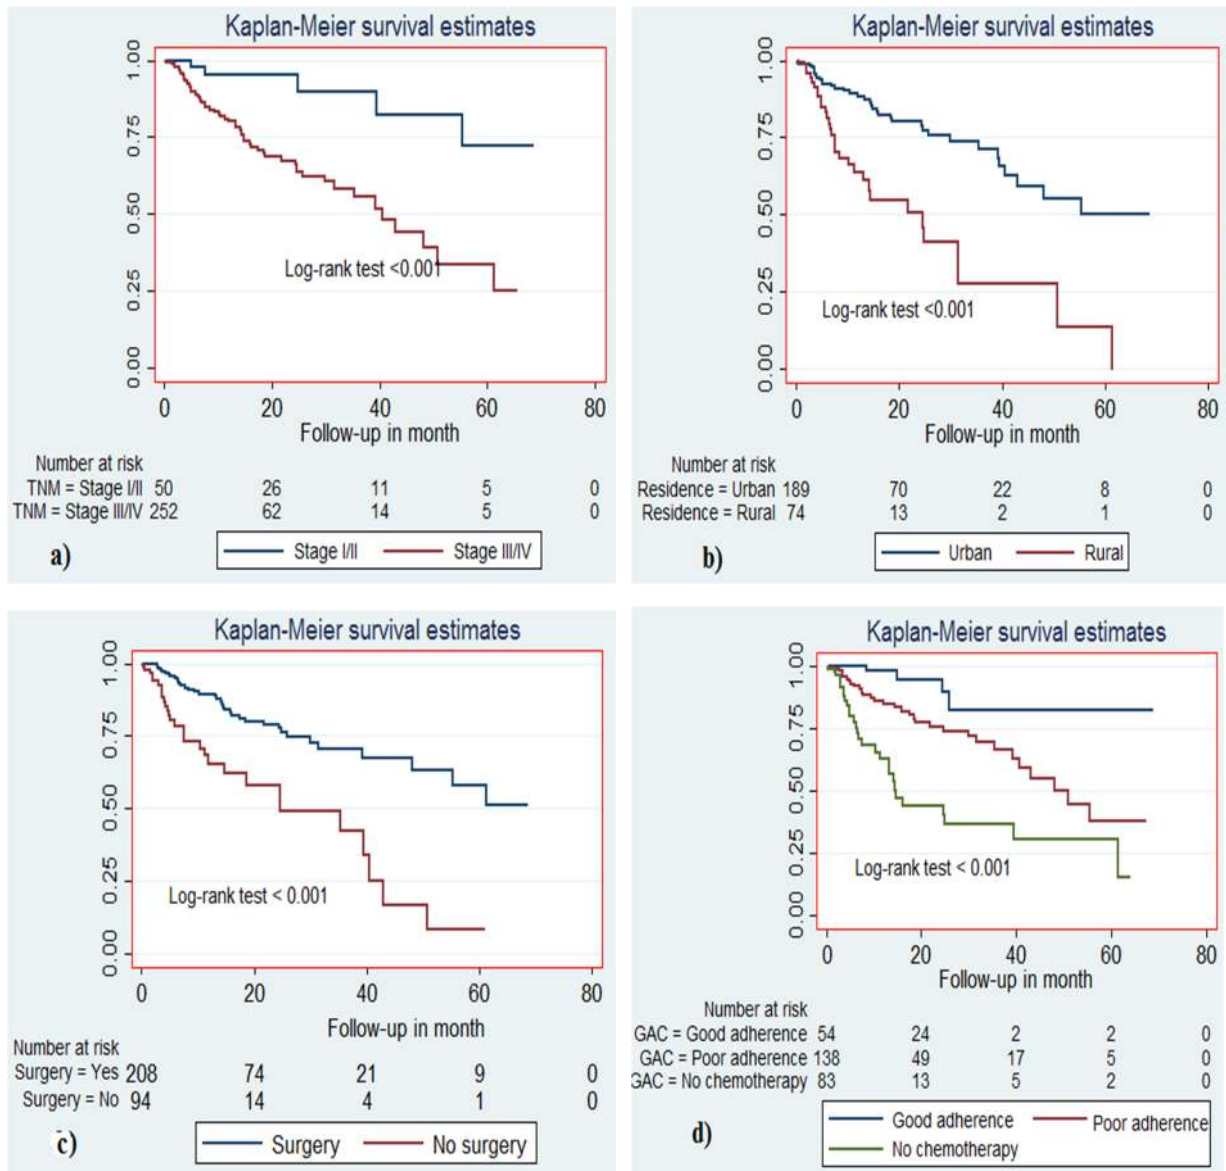 Kaplan-Meier survival estimates
1.00
0.75
0.50
0.25
0.00
Log-rank test <0.001
0 20 40 60 80
Follow-up in month
Number at risk
TNM = Stage I/II 50 26 11 5 0
TNM = Stage III/IV 252 62 14 5 0
a)
Stage I/II Stage III/IV
Kaplan-Meier survival estimates
1.00
0.75
0.50
0.25
0.00
Log-rank test <0.001
0 20 40 60 80
Follow-up in month
Number at risk
Residence = Urban 189 70 22 8 0
Residence = Rural 74 13 2 1 0
b)
Urban Rural
Kaplan-Meier survival estimates
1.00
0.75
0.50
0.25
0.00
Log-rank test < 0.001
0 20 40 60 80
Follow-up in month
Number at risk
Surgery = Yes 208 74 21 9 0
Surgery = No 94 14 4 1 0
c)
Surgery No surgery
Kaplan-Meier survival estimates
1.00
0.75
0.50
0.25
0.00
Log-rank test < 0.001
0 20 40 60 80
Follow-up in month
Number at risk
GAC = Good adherence 54 24 2 2 0
GAC = Poor adherence 138 49 17 5 0
GAC = No chemotherapy 83 13 5 2 0
d)
Good adherence Poor adherence
No chemotherapy